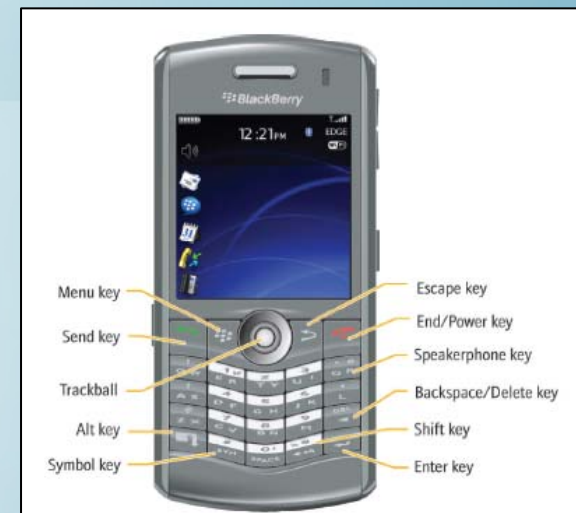 BlackBerry
12:21PM
EDGE
31
Menu key
Send key
Trackball
Alt key
Symbol key
Escape key
End/Power key
Speakerphone key
Backspace/Delete key
Shift key
Enter key